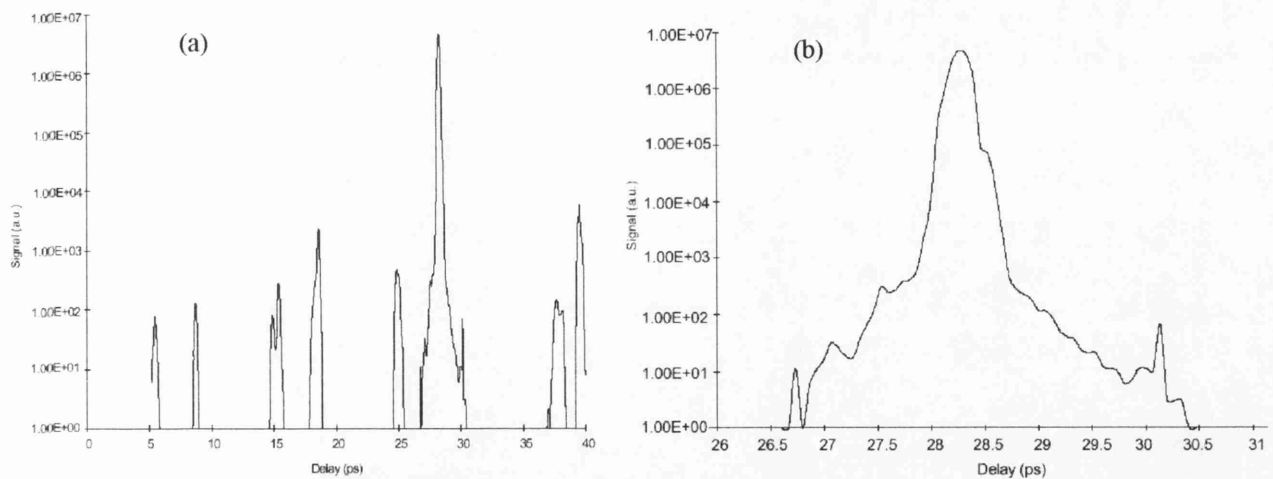 (a)
Signal (a.u.)
1.00E+07
1.00E+06
1.00E+05
1.00E+04
1.00E+03
1.00E+02
1.00E+01
1.00E+00
0 5 10 15 20 25 30 35 40
Delay (ps)
(b)
Signal (a.u.)
1.00E+07
1.00E+06
1.00E+05
1.00E+04
1.00E+03
1.00E+02
1.00E+01
1.00E+00
26 26.5 27 27.5 28 28.5 29 29.5 30 30.5 31
Delay (ps)